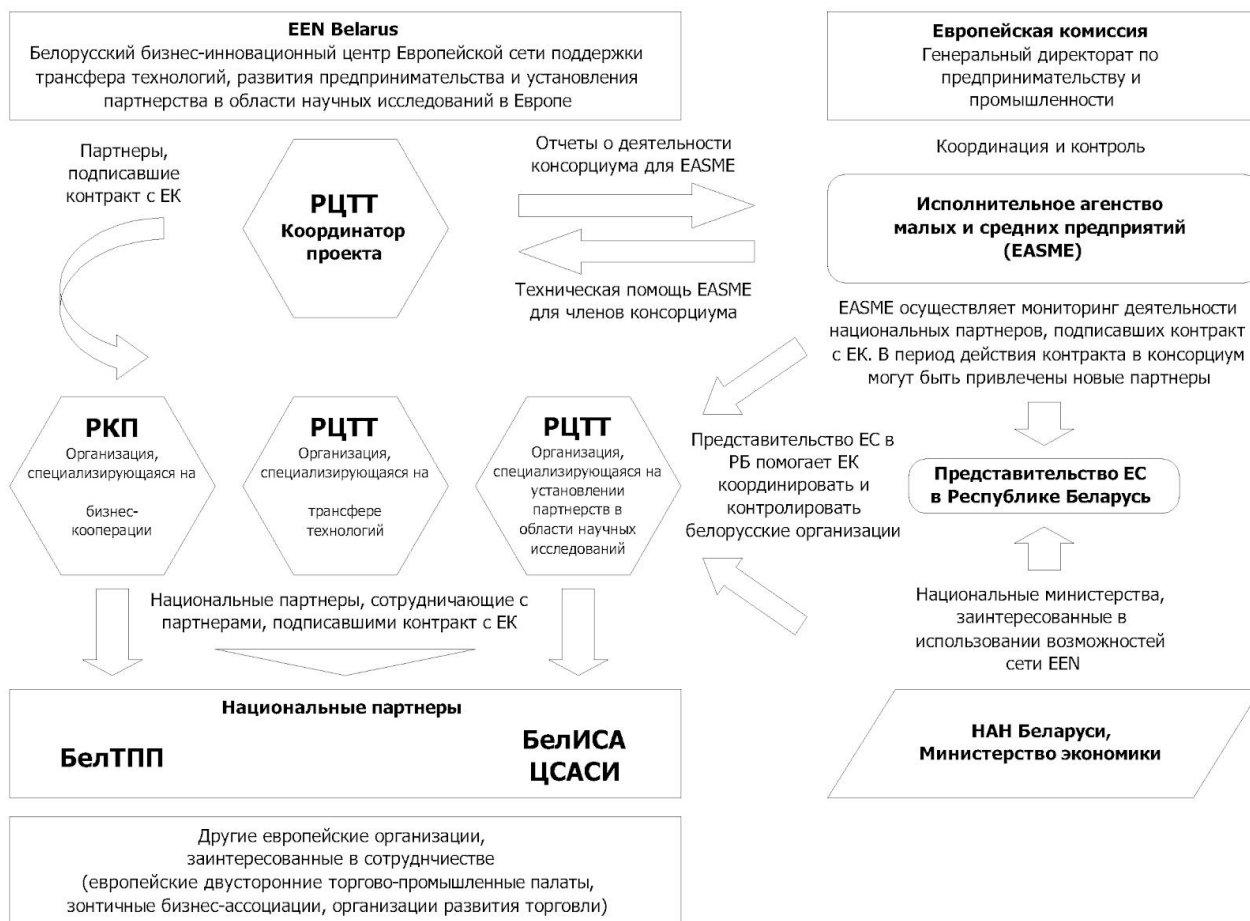 EEN Belarus
Белорусский бизнес-инновационный центр Европейской сети поддержки
трансфера технологий, развития предпринимательства и установления
партнерства в области научных исследований в Европе
Европейская комиссия
Генеральный директорат по
предпринимательству и
промышленности
Партнеры,
подписавшие
контракт с ЕК
РЦТТ
Координатор
проекта
Отчеты о деятельности
консорциума для EASME
Техническая помощь EASME
для членов консорциума
Координация и контроль
Исполнительное агенство
малых и средних предприятий
(EASME)
EASME осуществляет мониторинг деятельности
национальных партнеров, подписавших контракт
с ЕК. В период действия контракта в консорциум
могут быть привлечены новые партнеры
РКП
Организация,
специализирующаяся на
бизнес-
кооперации
РЦТТ
Организация,
специализирующаяся на
трансфере
технологий
РЦТТ
Организация,
специализирующаяся на
установлении
партнерств в
области научных
исследований
Представительство ЕС в
РБ помогает ЕК
координировать и
контролировать
белорусские организации
Представительство ЕС
в Республике Беларусь
Национальные партнеры, сотрудничающие с
партнерами, подписавшими контракт с ЕК
Национальные министерства,
заинтересованные в
использовании возможностей
сети EEN
Национальные партнеры
БелТПП
БелИСА
ЦСАСИ
НАН Беларуси,
Министерство экономики
Другие европейские организации,
заинтересованные в сотруднчиестве
(европейские двусторонние торгово-промышленные палаты,
зонтичные бизнес-ассоциации, организации развития торговли)